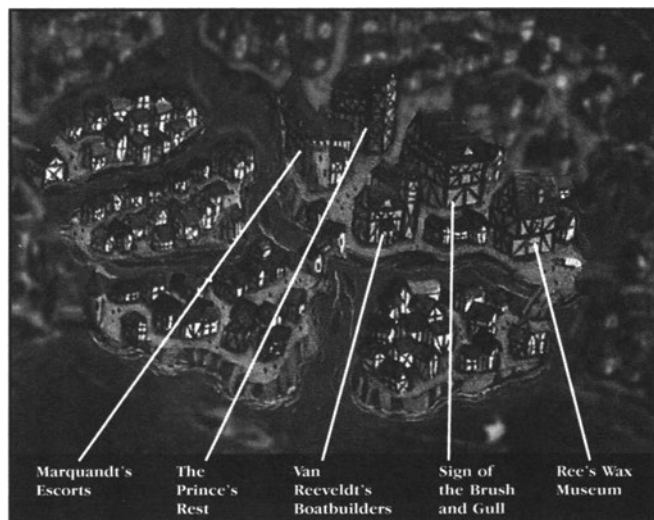 Marquandt's
Escorts
The
Prince's
Rest
Van
Reeveldt's
Boatbuilders
Sign of
the Brush
and Gull
Ree's Wax
Museum